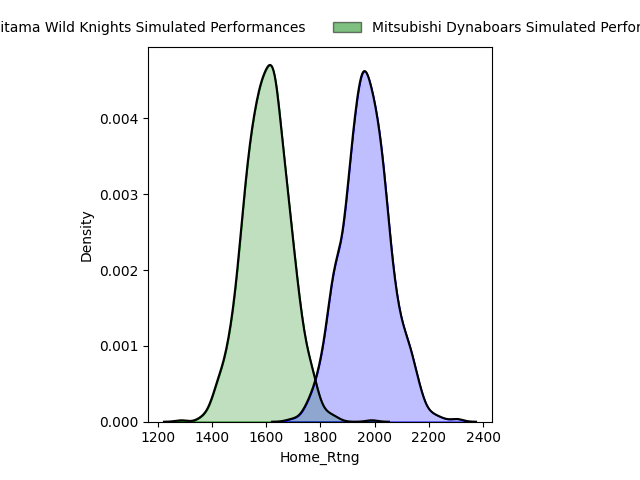 itama Wild Knights Simulated Performances
Mitsubishi Dynaboars Simulated Perfor
0.004
0.003
Density
0.002
0.001
0.000
1200 1400 1600 1800 2000 2200 2400
Home_Rtng